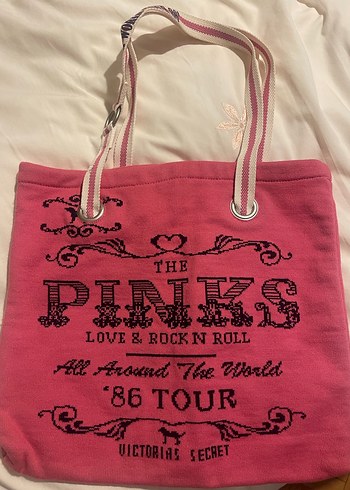 THE
PINKS
LOVE & ROCK N ROLL
All Around The World
'86 TOUR
VICTORIAS SECRET